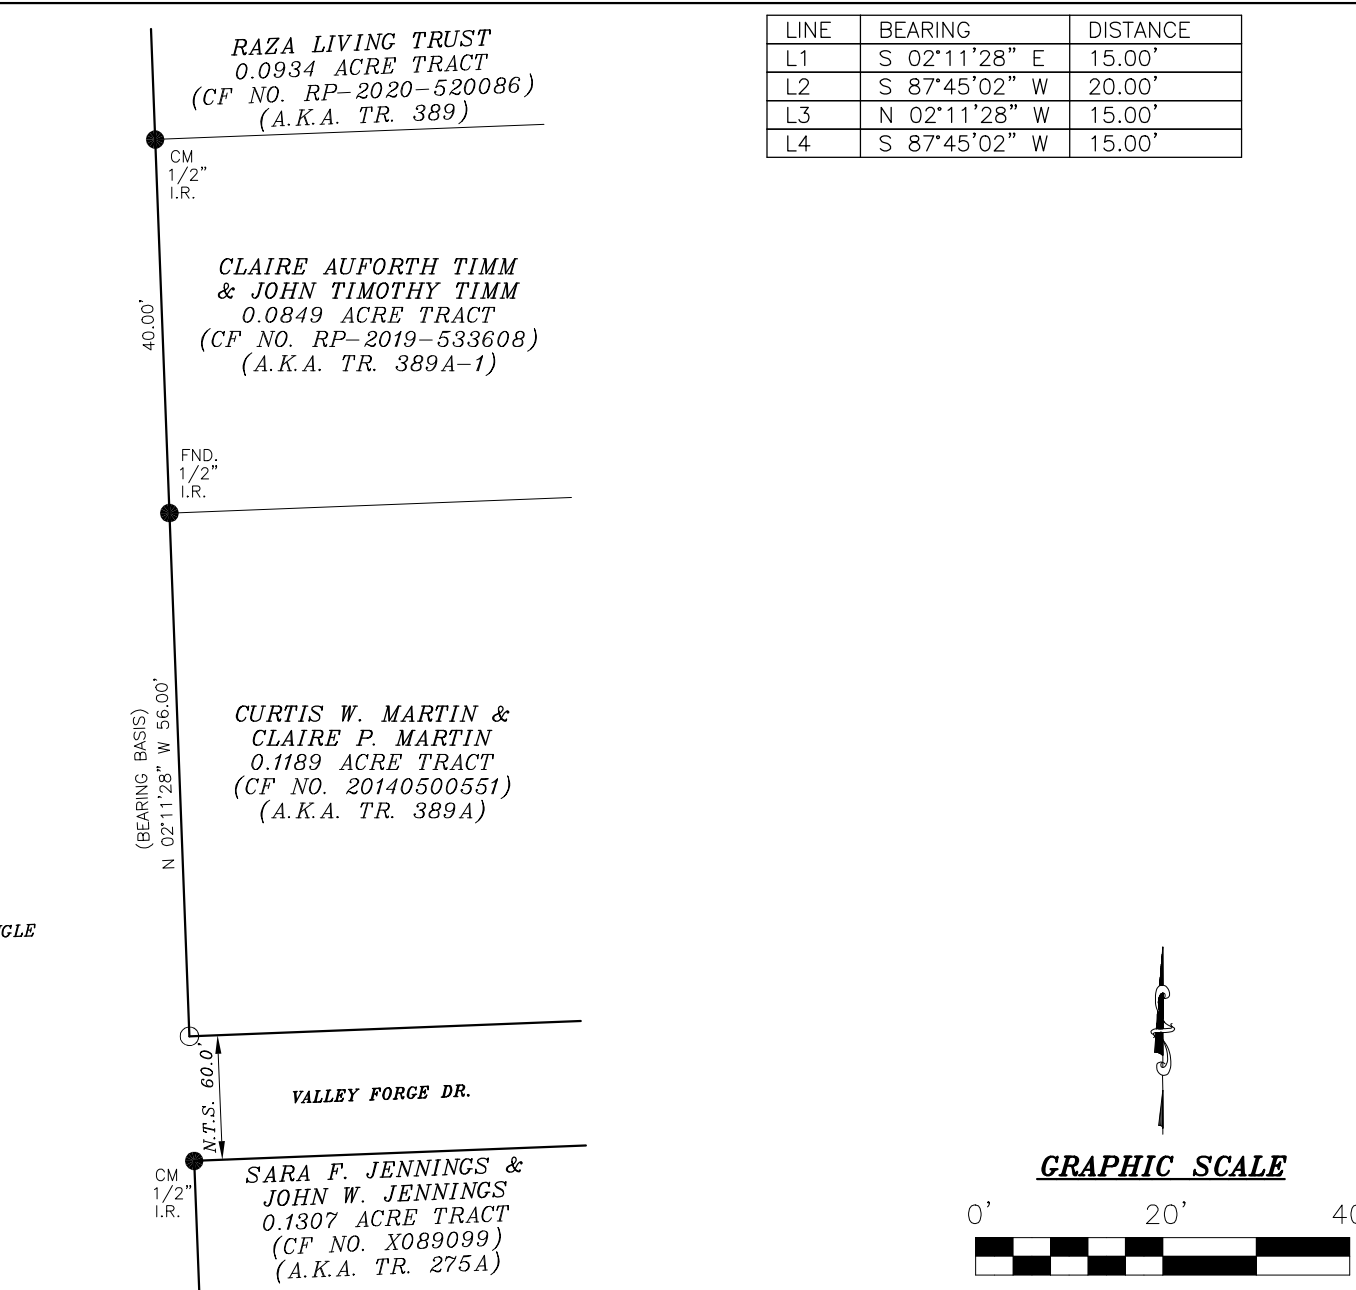 RAZA LIVING TRUST
0.0934 ACRE TRACT
(CF NO. RP-2020-520086)
(A.K.A. TR. 389)
CM
1/2"
I.R.
LINE BEARING DISTANCE
L1 S 02°11'28" E 15.00'
L2 S 87°45'02" W 20.00'
L3 N 02°11'28" W 15.00'
L4 S 87°45'02" W 15.00'
40.00'
CLAIRE AUFORTH TIMM
& JOHN TIMOTHY TIMM
0.0849 ACRE TRACT
(CF NO. RP-2019-533608)
(A.K.A. TR. 389A-1)
FND.
1/2"
I.R.
(BEARING BASIS)
N 02°11'28" W 56.00'
CURTIS W. MARTIN &
CLAIRE P. MARTIN
0.1189 ACRE TRACT
(CF NO. 20140500551)
(A.K.A. TR. 389A)
GLE
N.T.S. 60.0'
VALLEY FORGE DR.
CM
1/2"
I.R.
SARA F. JENNINGS &
JOHN W. JENNINGS
0.1307 ACRE TRACT
(CF NO. X089099)
(A.K.A. TR. 275A)
GRAPHIC SCALE
0' 20' 40